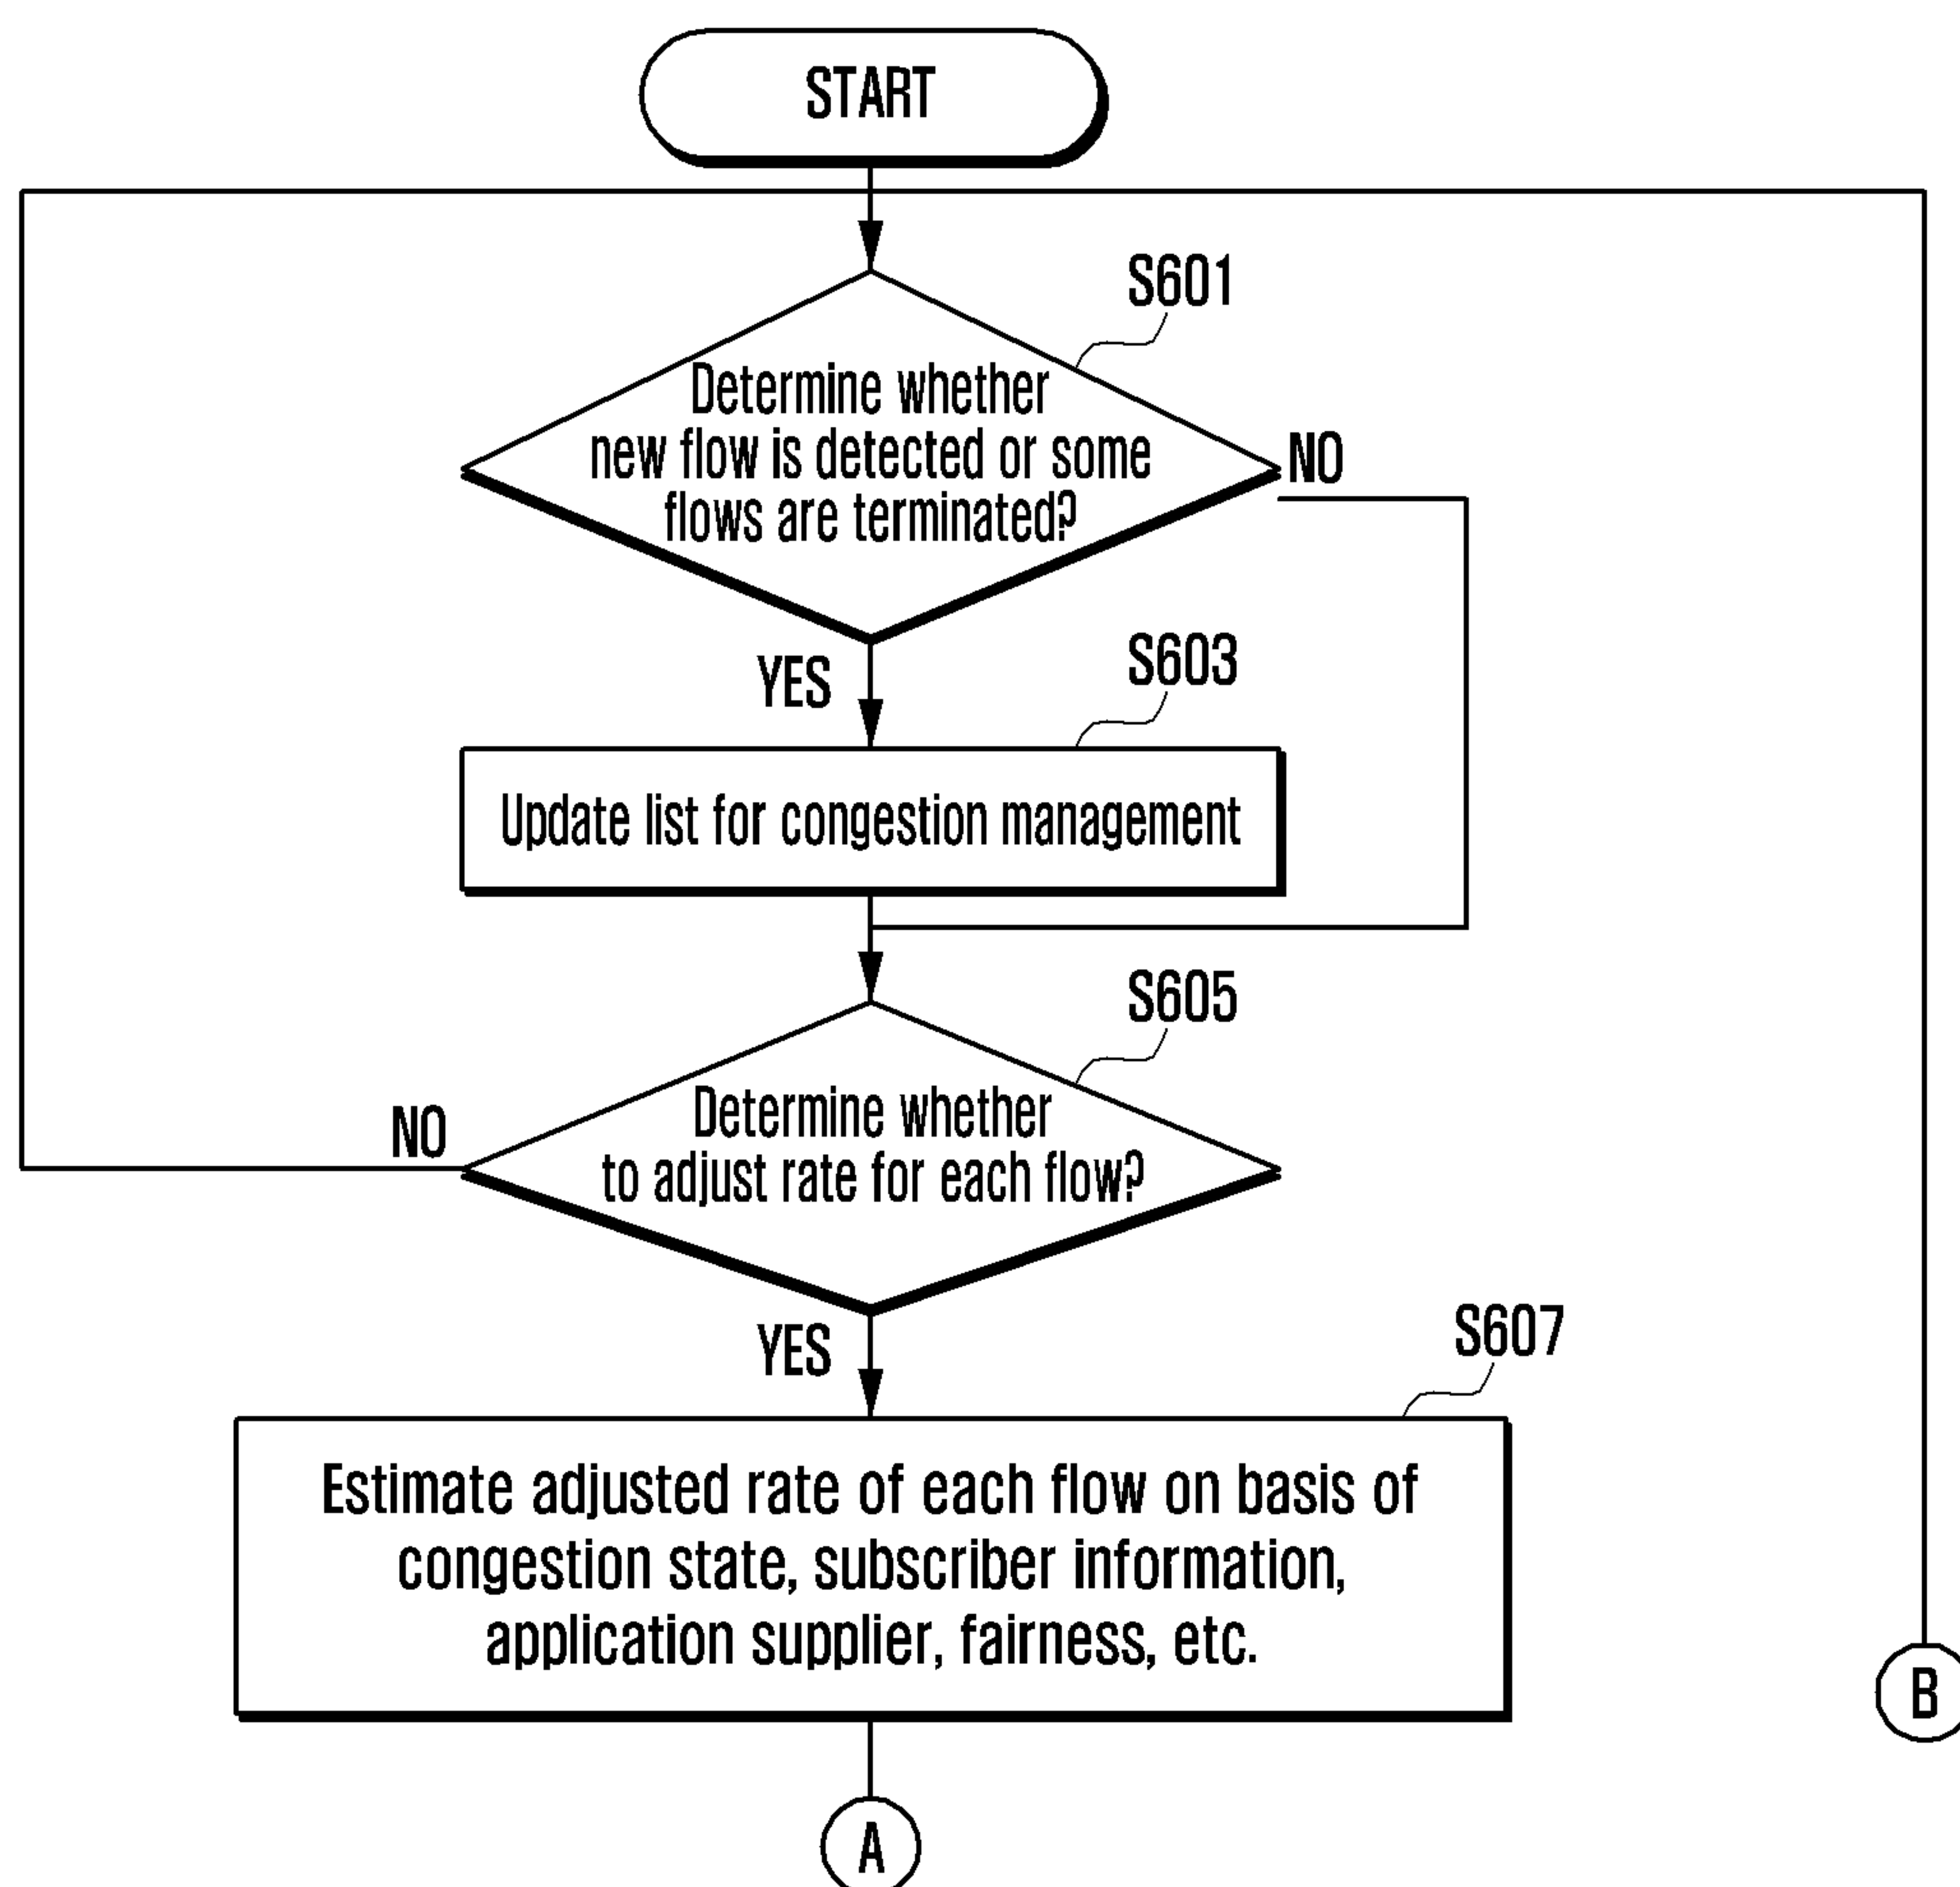 START
S601
Determine whether
new flow is detected or some
flows are terminated?
NO
YES
S603
Update list for congestion management
S605
Determine whether
to adjust rate for each flow?
NO
YES
S607
Estimate adjusted rate of each flow on basis of
congestion state, subscriber information,
application supplier, fairness, etc.
B
A